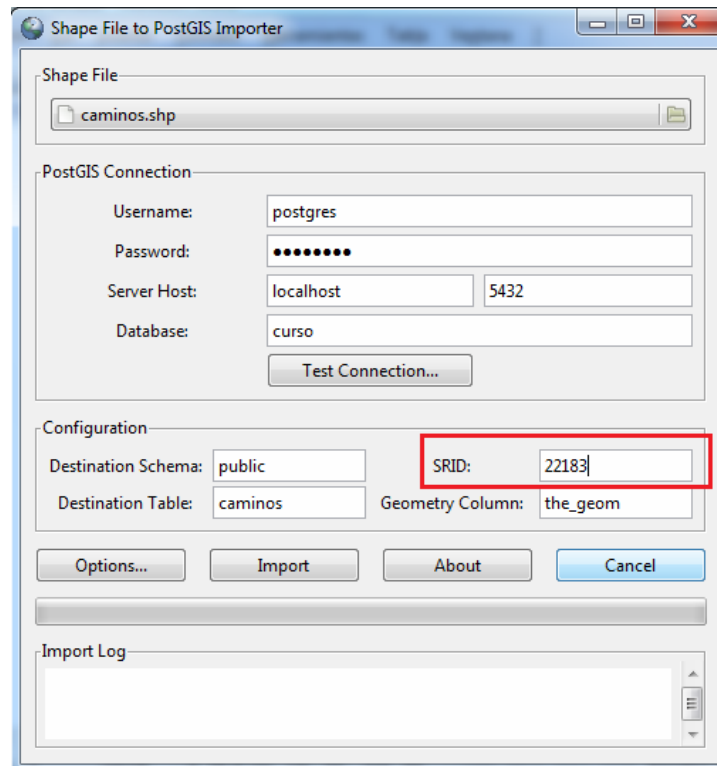 Shape File to PostGIS Importer
Shape File
caminos.shp
PostGIS Connection
Username: postgres
Password: ●●●●●●●●
Server Host: localhost 5432
Database: curso
Test Connection...
Configuration
Destination Schema: public SRID: 22183
Destination Table: caminos Geometry Column: the_geom
Options... Import About Cancel
Import Log